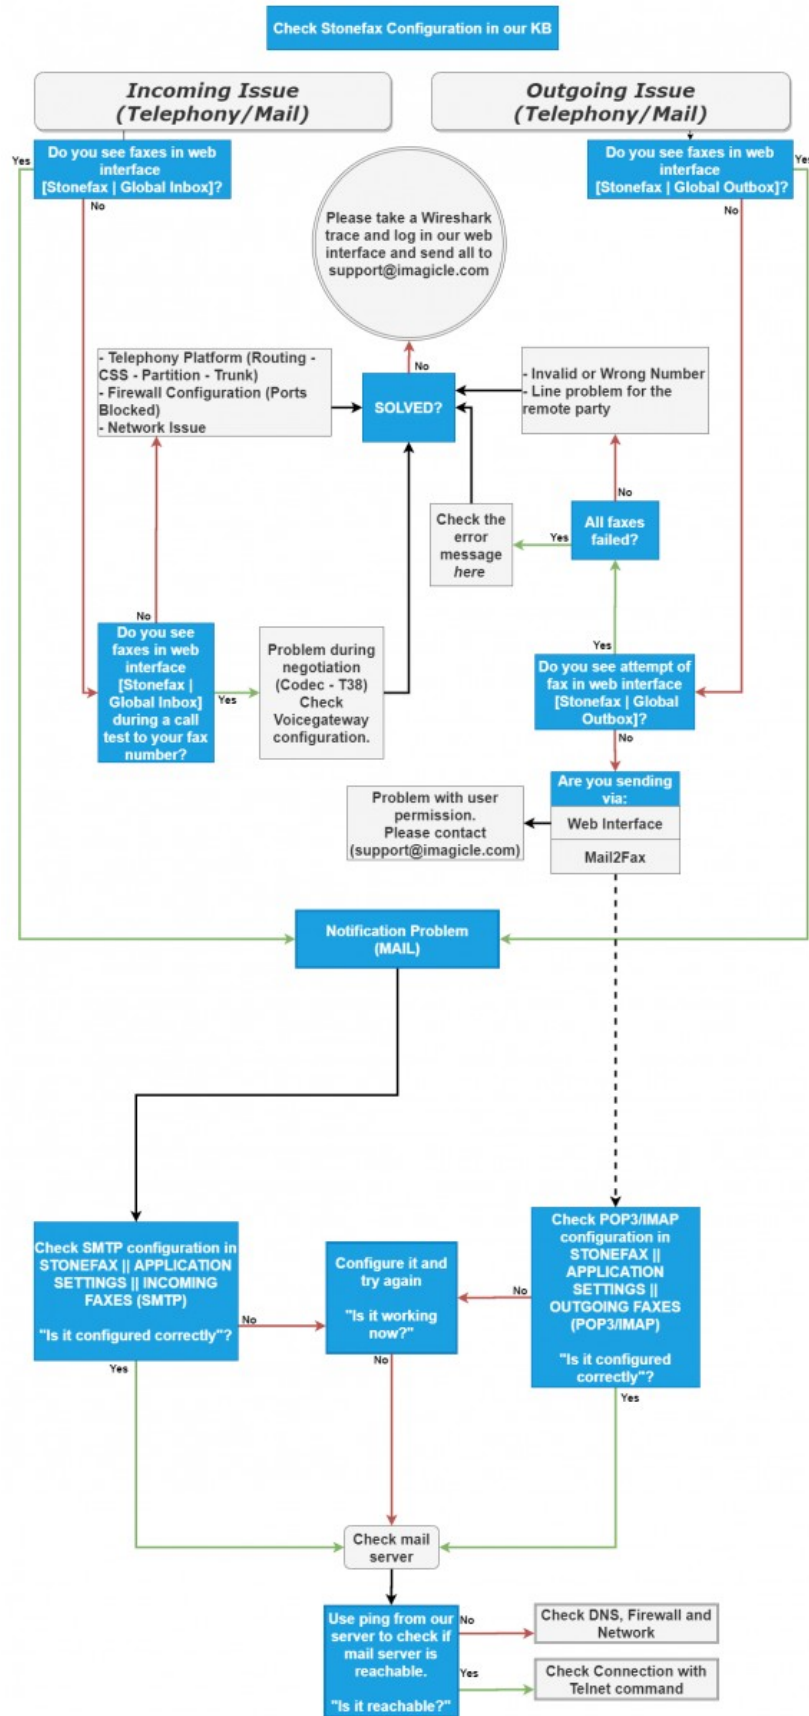 Check Stonefax Configuration in our KB
Incoming Issue
(Telephony/Mail)
Outgoing Issue
(Telephony/Mail)
Yes
Do you see faxes in web
interface
[Stonefax | Global Inbox]?
No
Do you see faxes in web
interface
[Stonefax | Global Outbox]?
Yes
No
Please take a Wireshark
trace and log in our web
interface and send all to
support@imagicle.com
No
- Telephony Platform (Routing -
CSS - Partition - Trunk)
- Firewall Configuration (Ports
Blocked)
- Network Issue
SOLVED?
- Invalid or Wrong Number
- Line problem for the
remote party
No
Check the
error
message
here
Yes
All faxes
failed?
No
Do you see
faxes in web
interface
[Stonefax |
Global Inbox]
during a call
test to your fax
number?
Yes
Problem during
negotiation
(Codec - T38)
Check
Voicegateway
configuration.
Yes
Do you see attempt of
fax in web interface
[Stonefax | Global
Outbox]?
No
Are you sending
via:
Web Interface
Mail2Fax
Problem with user
permission.
Please contact
(support@imagicle.com)
Notification Problem
(MAIL)
Check SMTP configuration in
STONEFAX || APPLICATION
SETTINGS || INCOMING
FAXES (SMTP)
"Is it configured correctly"?
No
Yes
Configure it and
try again
"Is it working
now?"
No
Check POP3/IMAP
configuration in
STONEFAX ||
APPLICATION
SETTINGS ||
OUTGOING FAXES
(POP3/IMAP)
"Is it configured
correctly"?
No
Yes
Check mail
server
Use ping from our
server to check if
mail server is
reachable.
"Is it reachable?"
No
Check DNS, Firewall and
Network
Yes
Check Connection with
Telnet command